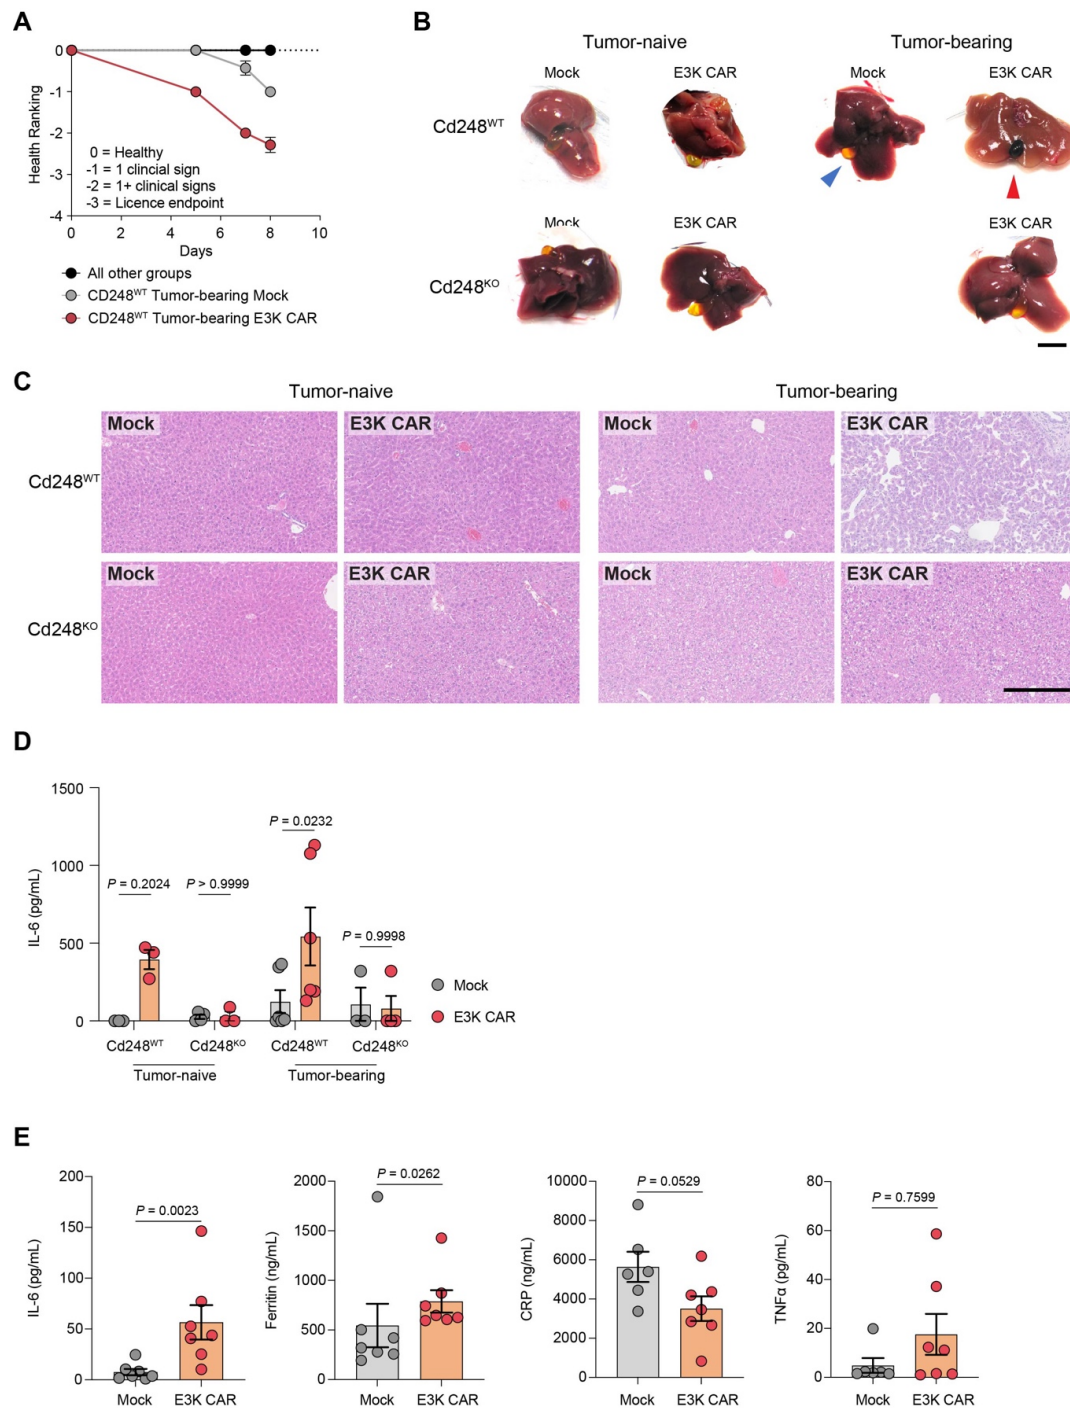 A
Health Ranking
0
-1
-2
-3
-4
0 = Healthy
-1 = 1 clincial sign
-2 = 1+ clinical signs
-3 = Licence endpoint
0 2 4 6 8 10
Days
All other groups
CD248WT Tumor-bearing Mock
CD248WT Tumor-bearing E3K CAR
B
Tumor-naive Tumor-bearing
Mock E3K CAR Mock E3K CAR
Cd248WT
Mock E3K CAR E3K CAR
Cd248KO
C
Tumor-naive Tumor-bearing
Cd248WT
Mock E3K CAR Mock E3K CAR
Cd248KO
Mock E3K CAR Mock E3K CAR
D
IL-6 (pg/mL)
1500
1000
500
0
P = 0.2024
P > 0.9999
P = 0.0232
P = 0.9998
Mock
E3K CAR
Cd248WT Cd248KO Cd248WT Cd248KO
Tumor-naive Tumor-bearing
E
IL-6 (pg/mL)
200
150
100
50
0
P = 0.0023
Mock E3K CAR
Ferritin (ng/mL)
2000
1500
1000
500
0
P = 0.0262
Mock E3K CAR
CRP (ng/mL)
10000
8000
6000
4000
2000
0
P = 0.0529
Mock E3K CAR
TNFα (pg/mL)
80
60
40
20
0
P = 0.7599
Mock E3K CAR